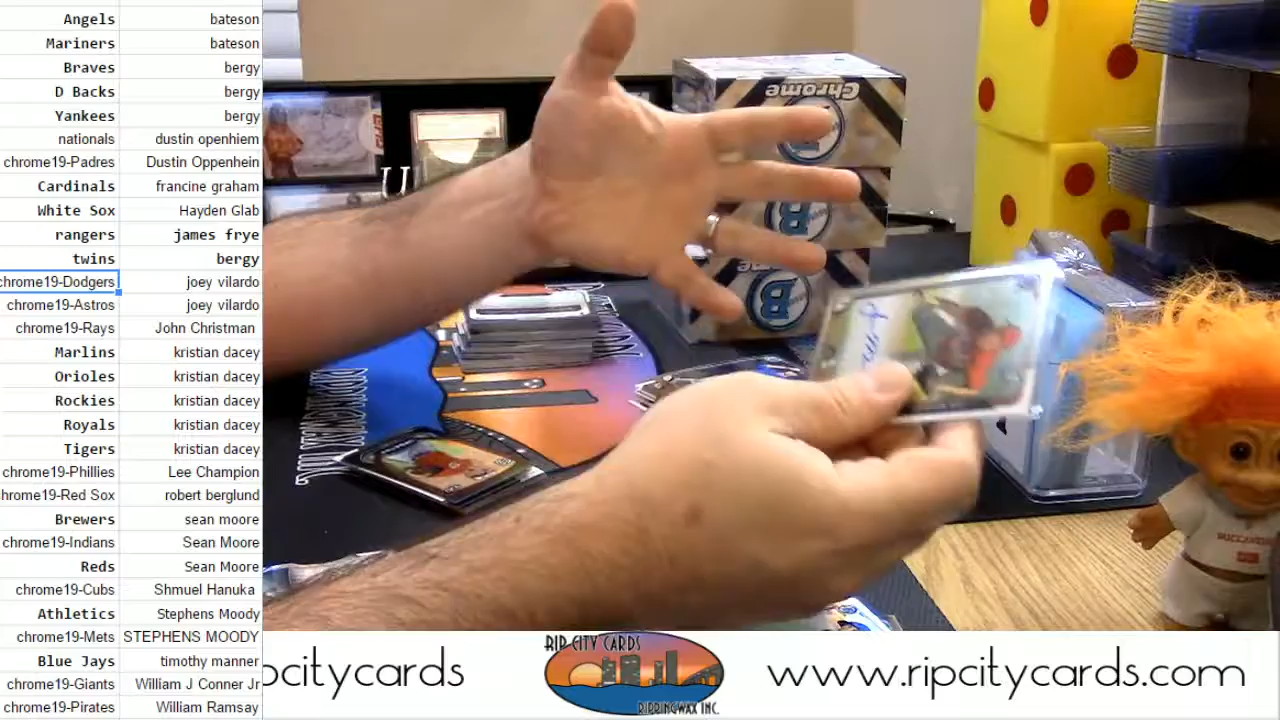 Angels bateson
Mariners bateson
Braves bergy
D Backs bergy
Yankees bergy
nationals dustin openhiem
chrome19-Padres Dustin Oppenhein
Cardinals francine graham
White Sox Hayden Glab
rangers james frye
twins bergy
chrome19-Dodgers joey vilardo
chrome19-Astros joey vilardo
chrome19-Rays John Christman
Marlins kristian dacey
Orioles kristian dacey
Rockies kristian dacey
Royals kristian dacey
Tigers kristian dacey
chrome19-Phillies Lee Champion
chrome19-Red Sox robert berglund
Brewers sean moore
chrome19-Indians Sean Moore
Reds Sean Moore
chrome19-Cubs Shmuel Hanuka
Athletics Stephens Moody
chrome19-Mets STEPHENS MOODY
Blue Jays timothy manner
chrome19-Giants William J Conner Jr
chrome19-Pirates William Ramsay
Chrome
B
B
U
BUCCANEERS
pcitycards
RIP CITY CARDS
RIPPINGWAX INC.
www.ripcitycards.com